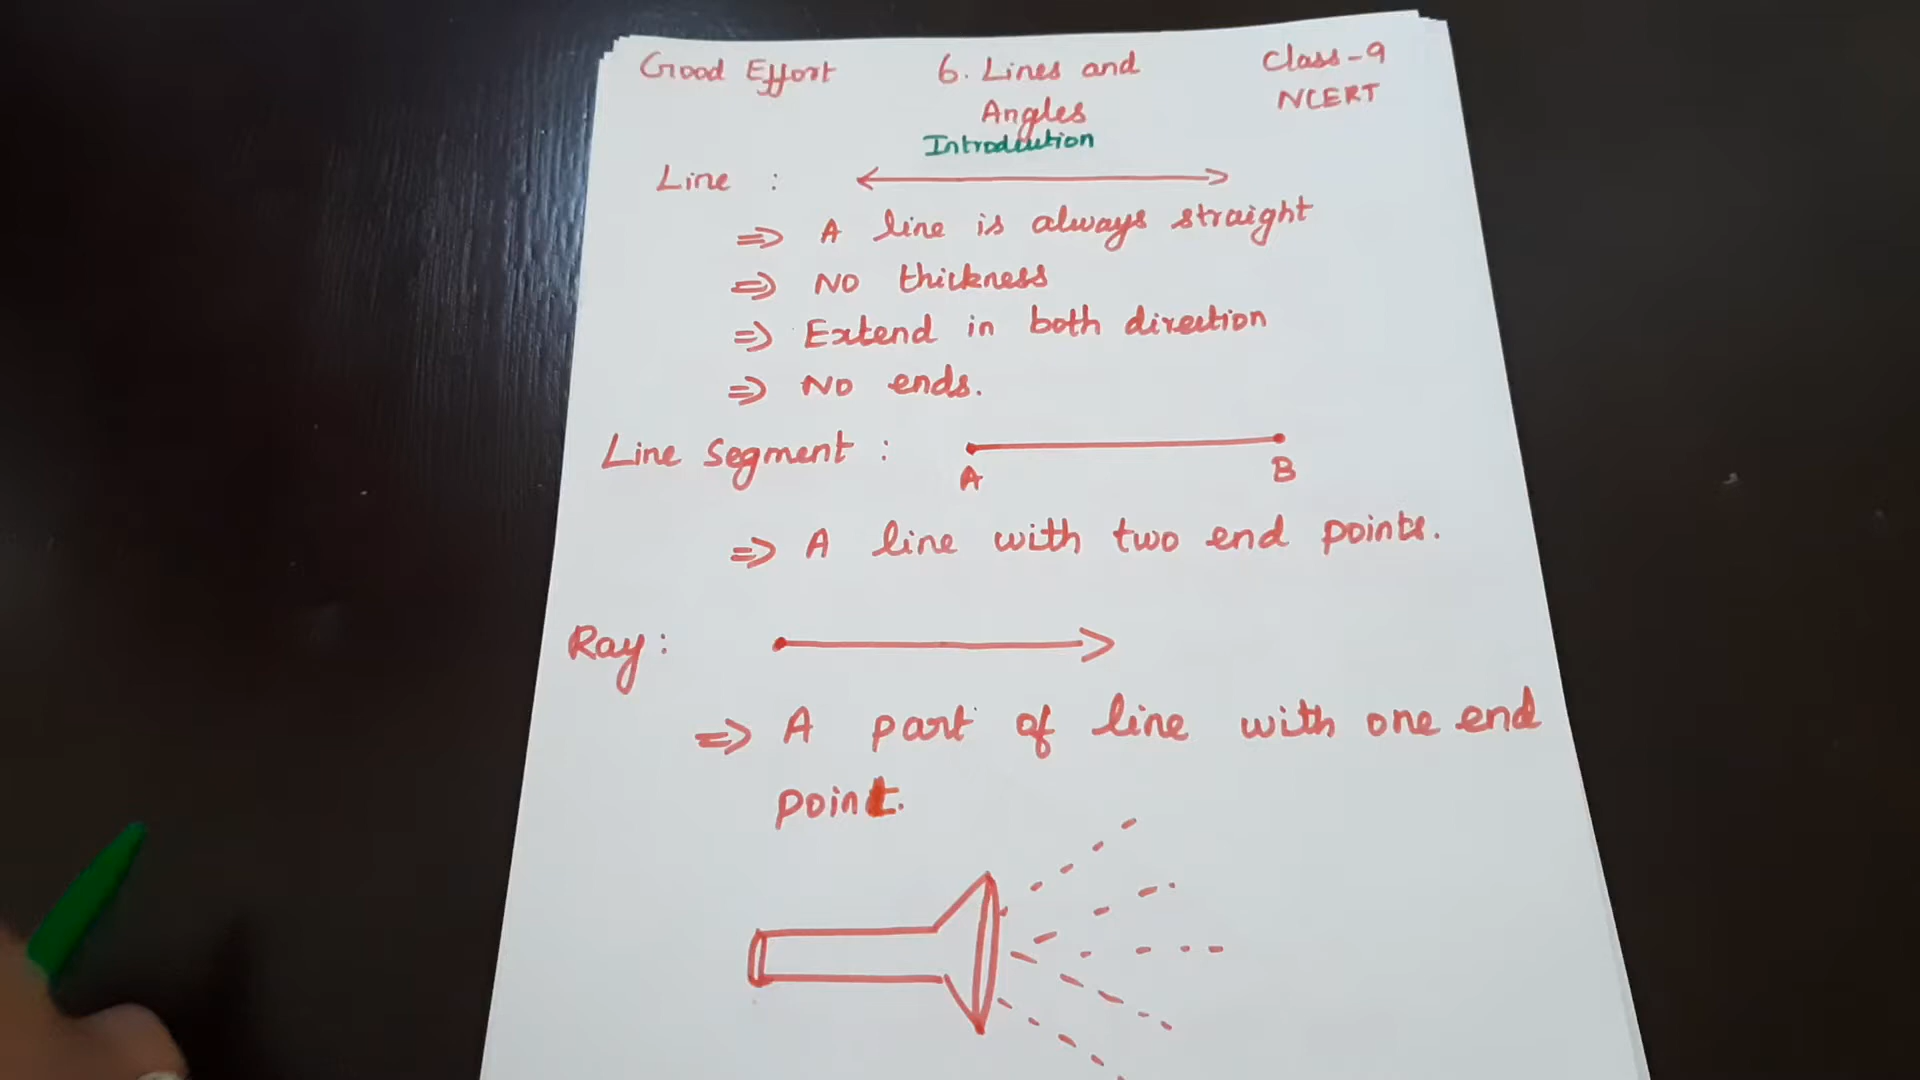 Good Effort
6. Lines and
Angles
Class-9
NCERT
Introdcution
Line :
⇒ A line is always straight
⇒ No thickness
⇒ Extend in both direction
⇒ No ends.
Line Segment :
A B
⇒ A line with two end points.
Ray :
⇒ A part of line with one end
point.